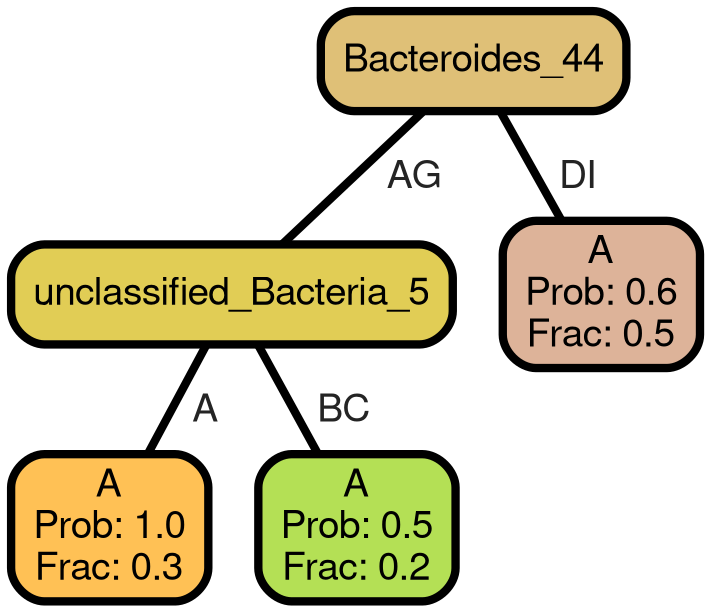 Bacteroides_44
AG
DI
unclassified_Bacteria_5
A
Prob: 0.6
Frac: 0.5
A
BC
A
Prob: 1.0
Frac: 0.3
A
Prob: 0.5
Frac: 0.2